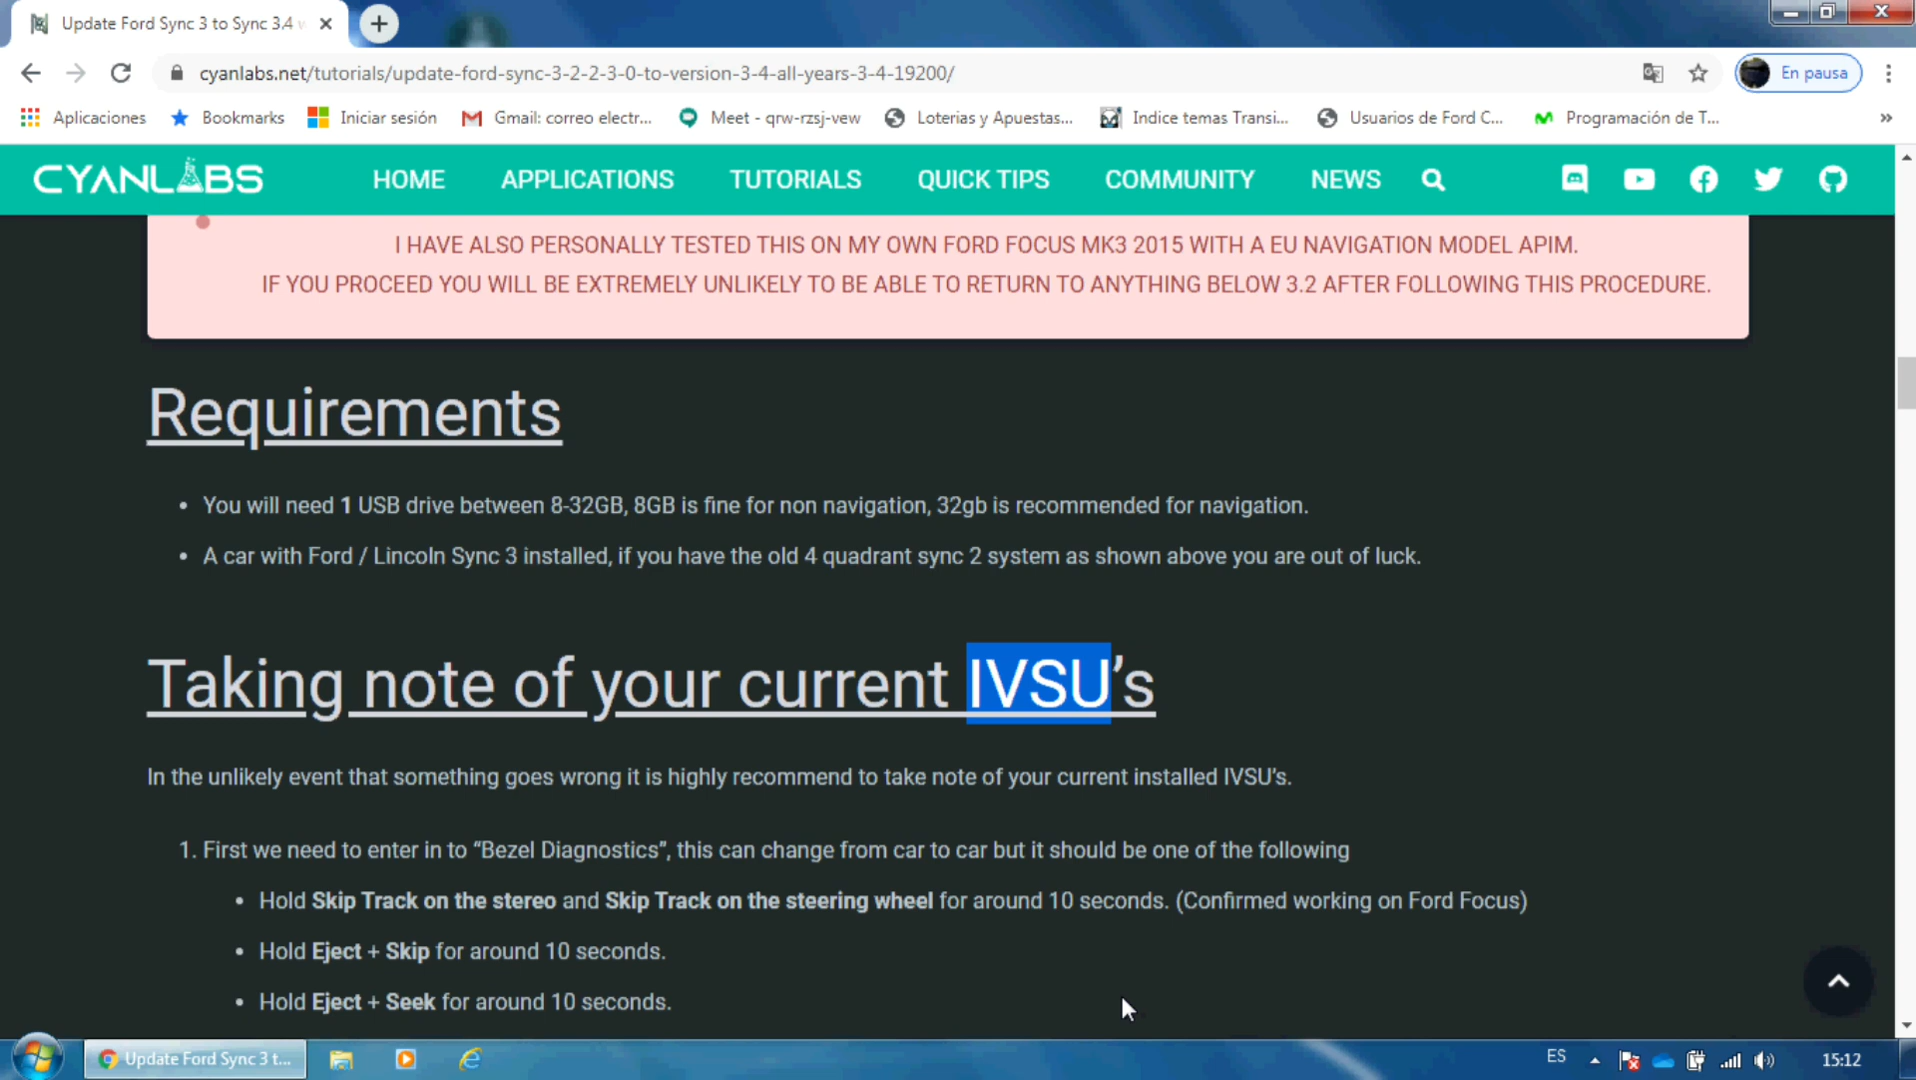 Update Ford Sync 3 to Sync 3.4 w
cyanlabs.net/tutorials/update-ford-sync-3-2-2-3-0-to-version-3-4-all-years-3-4-19200/
En pausa
Aplicaciones Bookmarks Iniciar sesión Gmail: correo electr... Meet - qrw-rzsj-vew Loterias y Apuestas... Indice temas Transi... Usuarios de Ford C... Programación de T... »
CYANLABS HOME APPLICATIONS TUTORIALS QUICK TIPS COMMUNITY NEWS
I HAVE ALSO PERSONALLY TESTED THIS ON MY OWN FORD FOCUS MK3 2015 WITH A EU NAVIGATION MODEL APIM.
IF YOU PROCEED YOU WILL BE EXTREMELY UNLIKELY TO BE ABLE TO RETURN TO ANYTHING BELOW 3.2 AFTER FOLLOWING THIS PROCEDURE.
Requirements
• You will need 1 USB drive between 8-32GB, 8GB is fine for non navigation, 32gb is recommended for navigation.
• A car with Ford / Lincoln Sync 3 installed, if you have the old 4 quadrant sync 2 system as shown above you are out of luck.
Taking note of your current IVSU's
In the unlikely event that something goes wrong it is highly recommend to take note of your current installed IVSU's.
1. First we need to enter in to “Bezel Diagnostics”, this can change from car to car but it should be one of the following
• Hold Skip Track on the stereo and Skip Track on the steering wheel for around 10 seconds. (Confirmed working on Ford Focus)
• Hold Eject + Skip for around 10 seconds.
• Hold Eject + Seek for around 10 seconds.
Update Ford Sync 3 t... ES 15:12